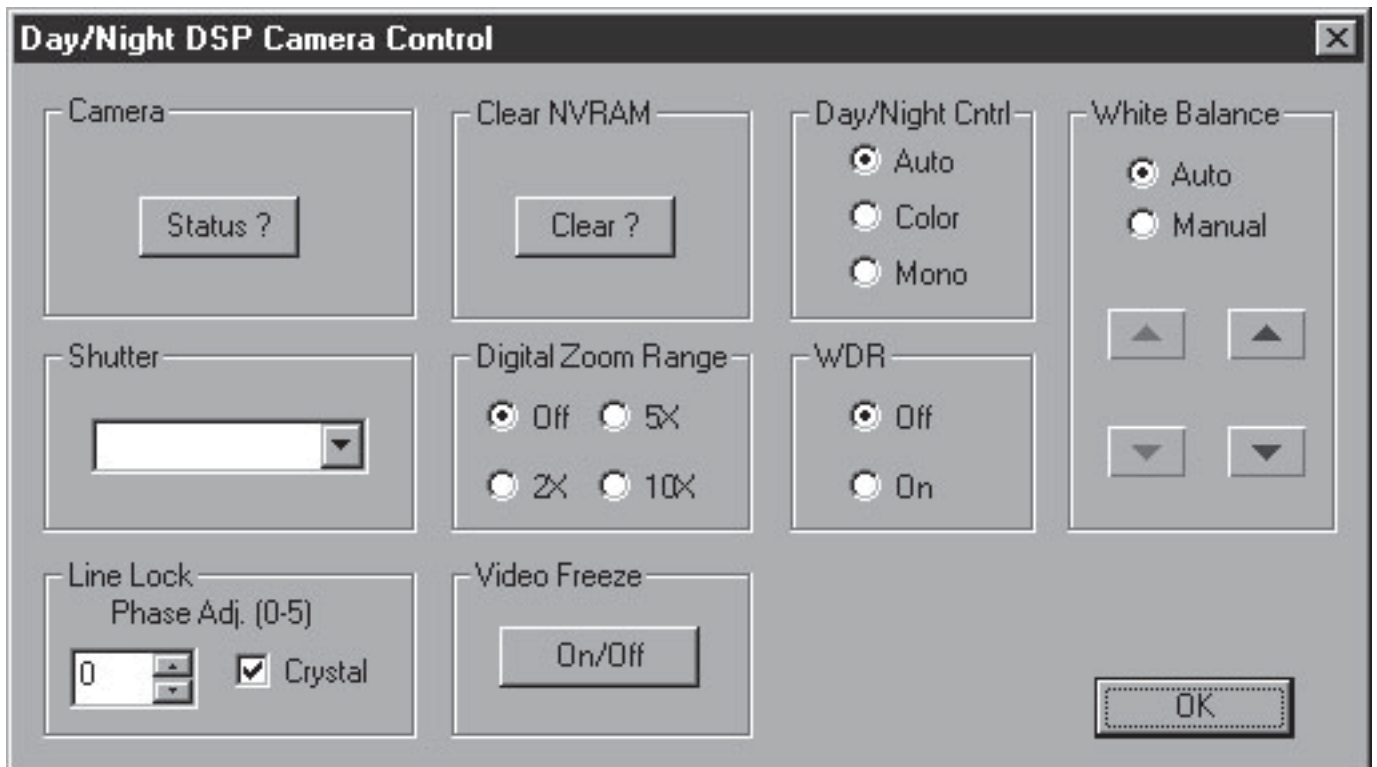 Day/Night DSP Camera Control
Camera
Status ?
Clear NVRAM
Clear ?
Day/Night Cntrl
Auto
Color
Mono
White Balance
Auto
Manual
Shutter
Digital Zoom Range
Off 5X
2X 10X
WDR
Off
On
Line Lock
Phase Adj. (0-5)
0 Crystal
Video Freeze
On/Off
OK